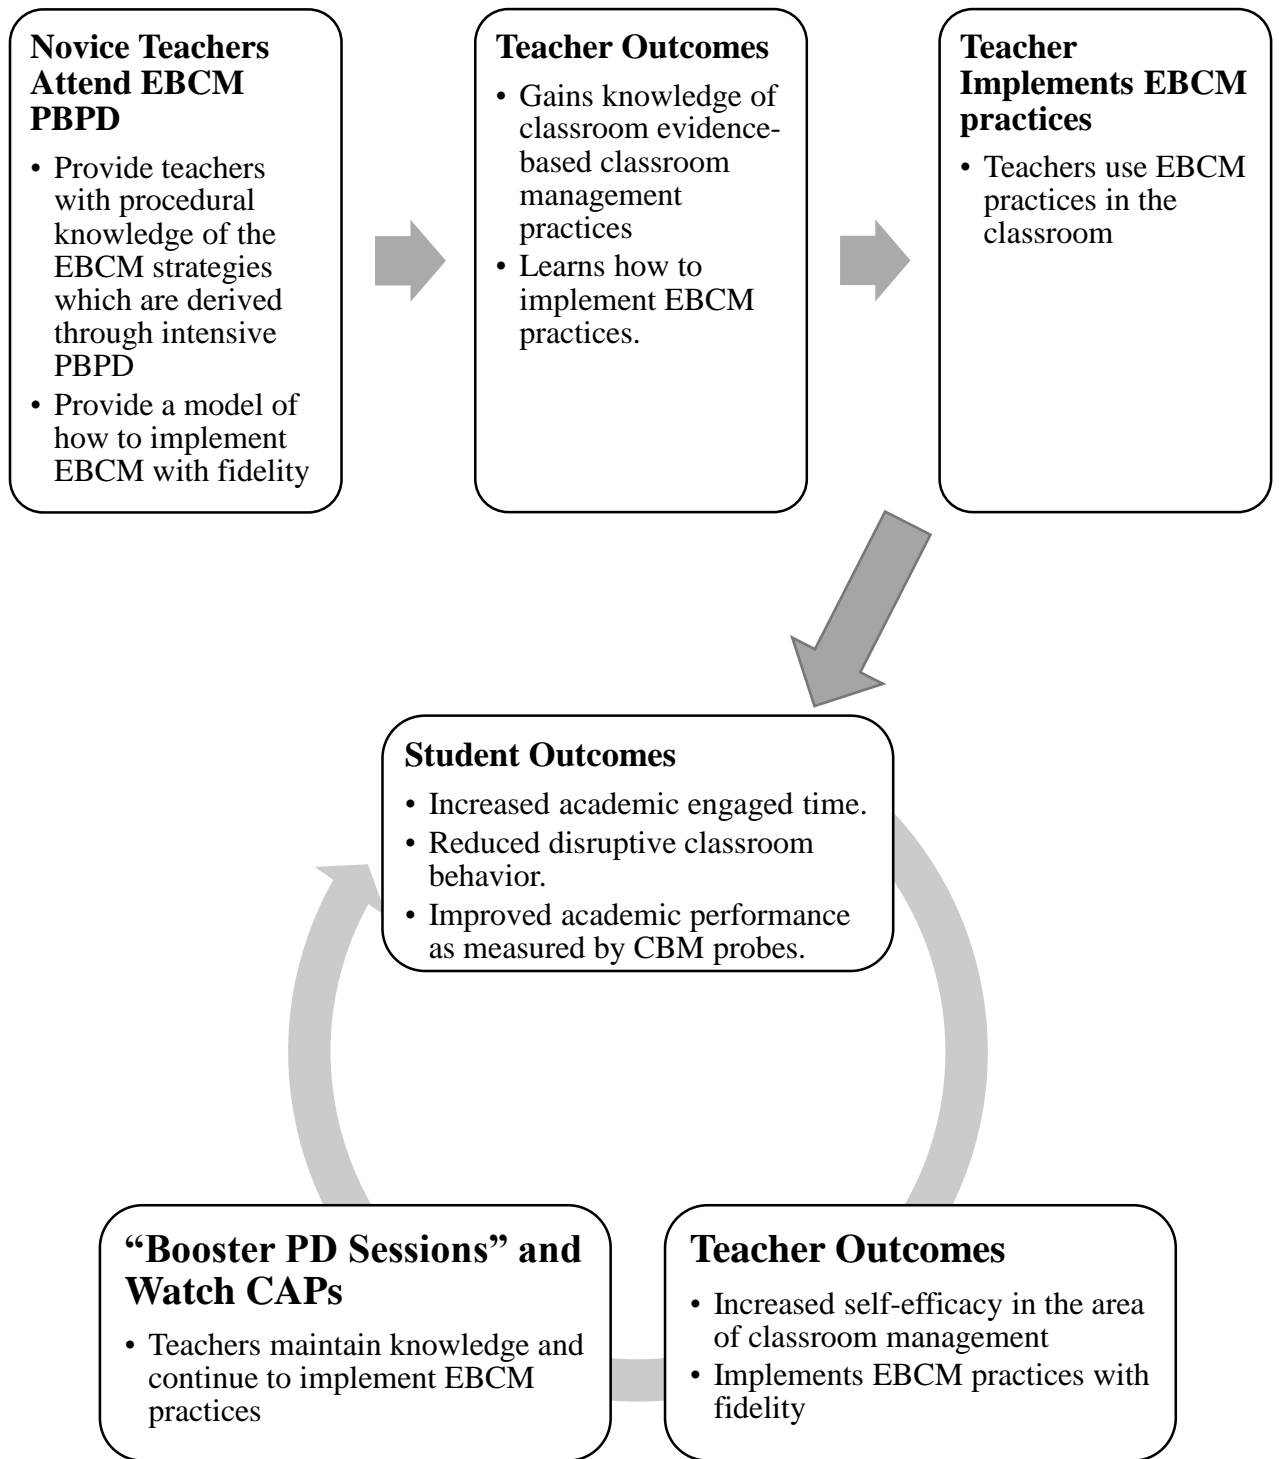 Novice Teachers
Attend EBCM
PBPD
• Provide teachers
with procedural
knowledge of the
EBCM strategies
which are derived
through intensive
PBPD
• Provide a model of
how to implement
EBCM with fidelity
Teacher Outcomes
• Gains knowledge of
classroom evidence-
based classroom
management
practices
• Learns how to
implement EBCM
practices.
Teacher
Implements EBCM
practices
• Teachers use EBCM
practices in the
classroom
Student Outcomes
• Increased academic engaged time.
• Reduced disruptive classroom
behavior.
• Improved academic performance
as measured by CBM probes.
“Booster PD Sessions” and
Watch CAPs
• Teachers maintain knowledge and
continue to implement EBCM
practices
Teacher Outcomes
• Increased self-efficacy in the area
of classroom management
• Implements EBCM practices with
fidelity